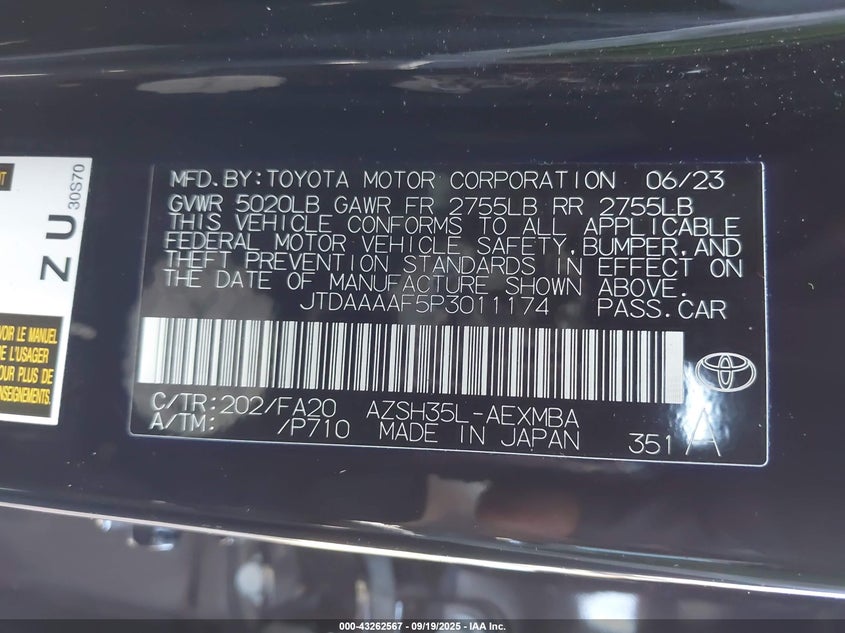 MFD.BY:TOYOTA MOTOR CORPORATION 06/23
GVWR 5020LB GAWR FR 2755LB RR 2755LB
THIS VEHICLE CONFORMS TO ALL APPLICABLE
FEDERAL MOTOR VEHICLE SAFETY,BUMPER,AND
THEFT PREVENTION STANDARDS IN EFFECT ON
THE DATE OF MANUFACTURE SHOWN ABOVE.
JTDAAAAF5P3011174 PASS.CAR
C/TR:202/FA20 AZSH35L-AEXMBA
A/TM: /P710 MADE IN JAPAN 351 A
ZU
30S70
VOIR LE MANUEL
DE L'USAGER
POUR PLUS DE
RENSEIGNEMENTS
000-43262567 - 09/19/2025 - IAA Inc.